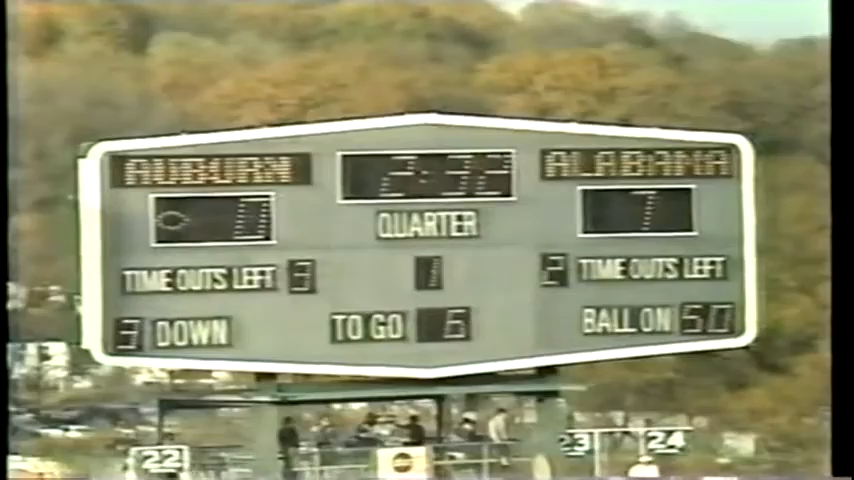 AUBURN 2:32 ALABAMA
0 QUARTER 7
TIME OUTS LEFT 3 1 2 TIME OUTS LEFT
3 DOWN TO GO 6 BALL ON 50
22 23 24